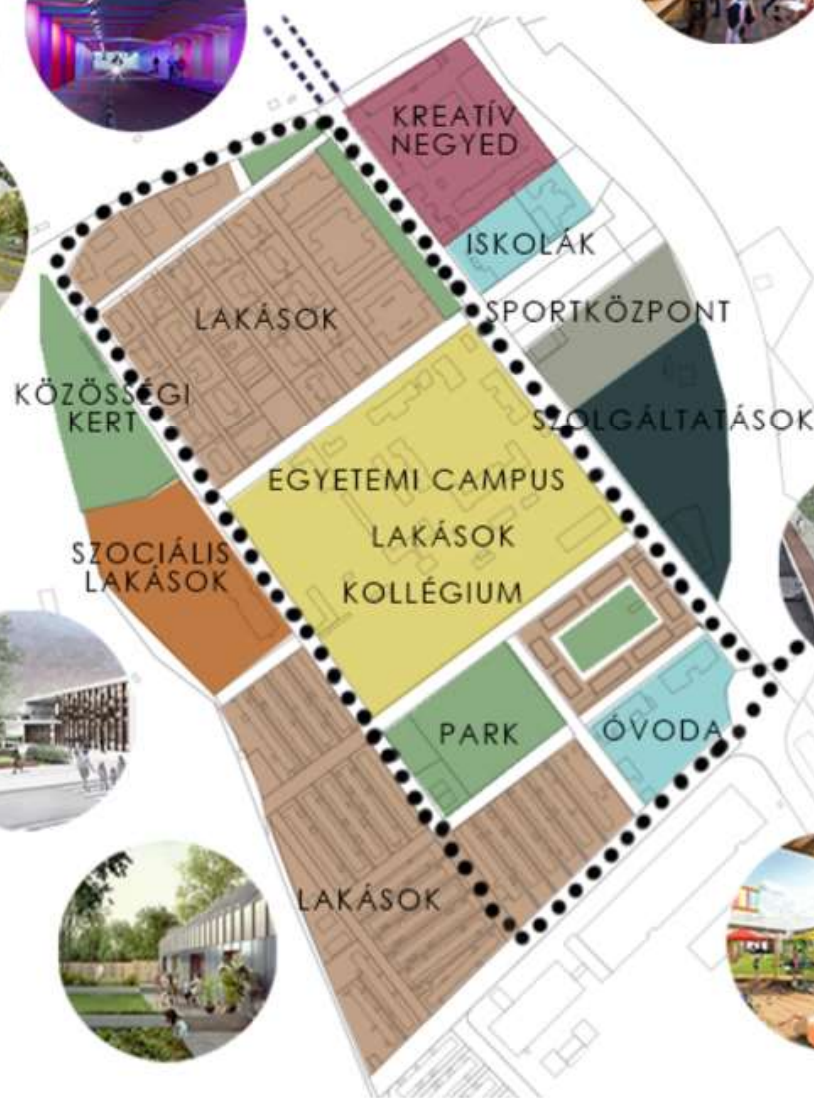 KREATÍV
NEGYED
ISKOLÁK
SPORTKÖZPONT
LAKÁSOK
KÖZÖSSÉGI
KERT
SZOLGÁLTATÁSOK
EGYETEMI CAMPUS
LAKÁSOK
KOLLÉGIUM
SZOCIÁLIS
LAKÁSOK
PARK
ÓVODA
LAKÁSOK